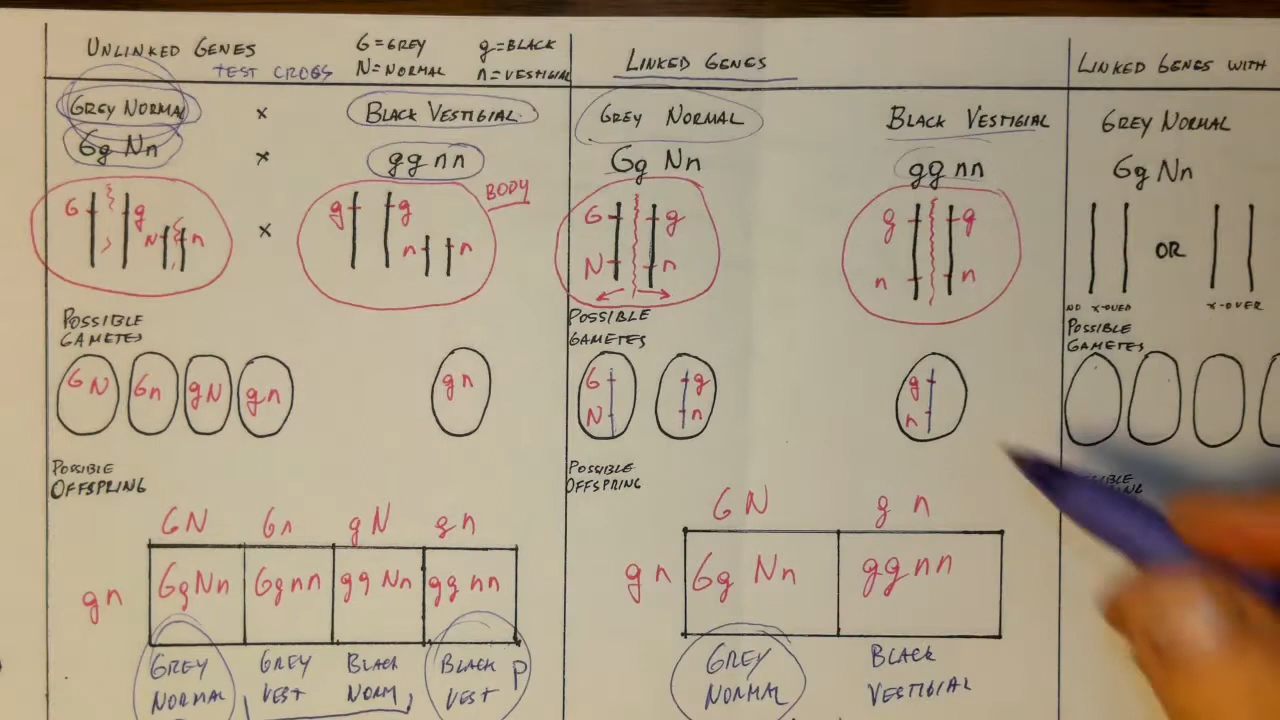 UNLINKED GENES
TEST CROSS
G = GREY g = BLACK
N = NORMAL n = VESTIGIAL
GREY NORMAL x BLACK VESTIGIAL
Gg Nn x gg nn
G g N n x g g n n
BODY
POSSIBLE
GAMETES
GN Gn gN gn gn
POSSIBLE
OFFSPRING
GN Gn gN gn
gn GgNn Ggnn gg Nn gg nn
GREY GREY BLACK BLACK P
NORMAL VEST NORM VEST
LINKED GENES
GREY NORMAL BLACK VESTIGIAL
Gg Nn gg nn
G g g g
N n n n
POSSIBLE
GAMETES
G g g
N n n
POSSIBLE
OFFSPRING
GN gn
gn Gg Nn ggnn
GREY BLACK
NORMAL VESTIGIAL
LINKED GENES WITH
GREY NORMAL
Gg Nn
OR
NO X-OVER X-OVER
POSSIBLE
GAMETES